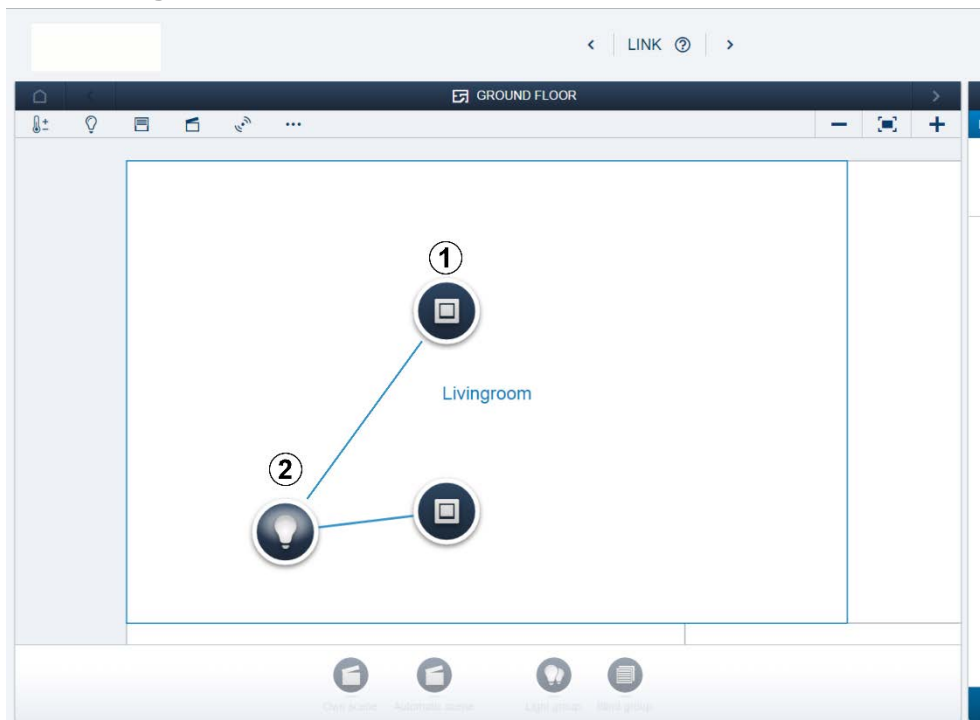 LINK ?
GROUND FLOOR
1
Livingroom
2
Own scene Automatic scene Light group Blind group